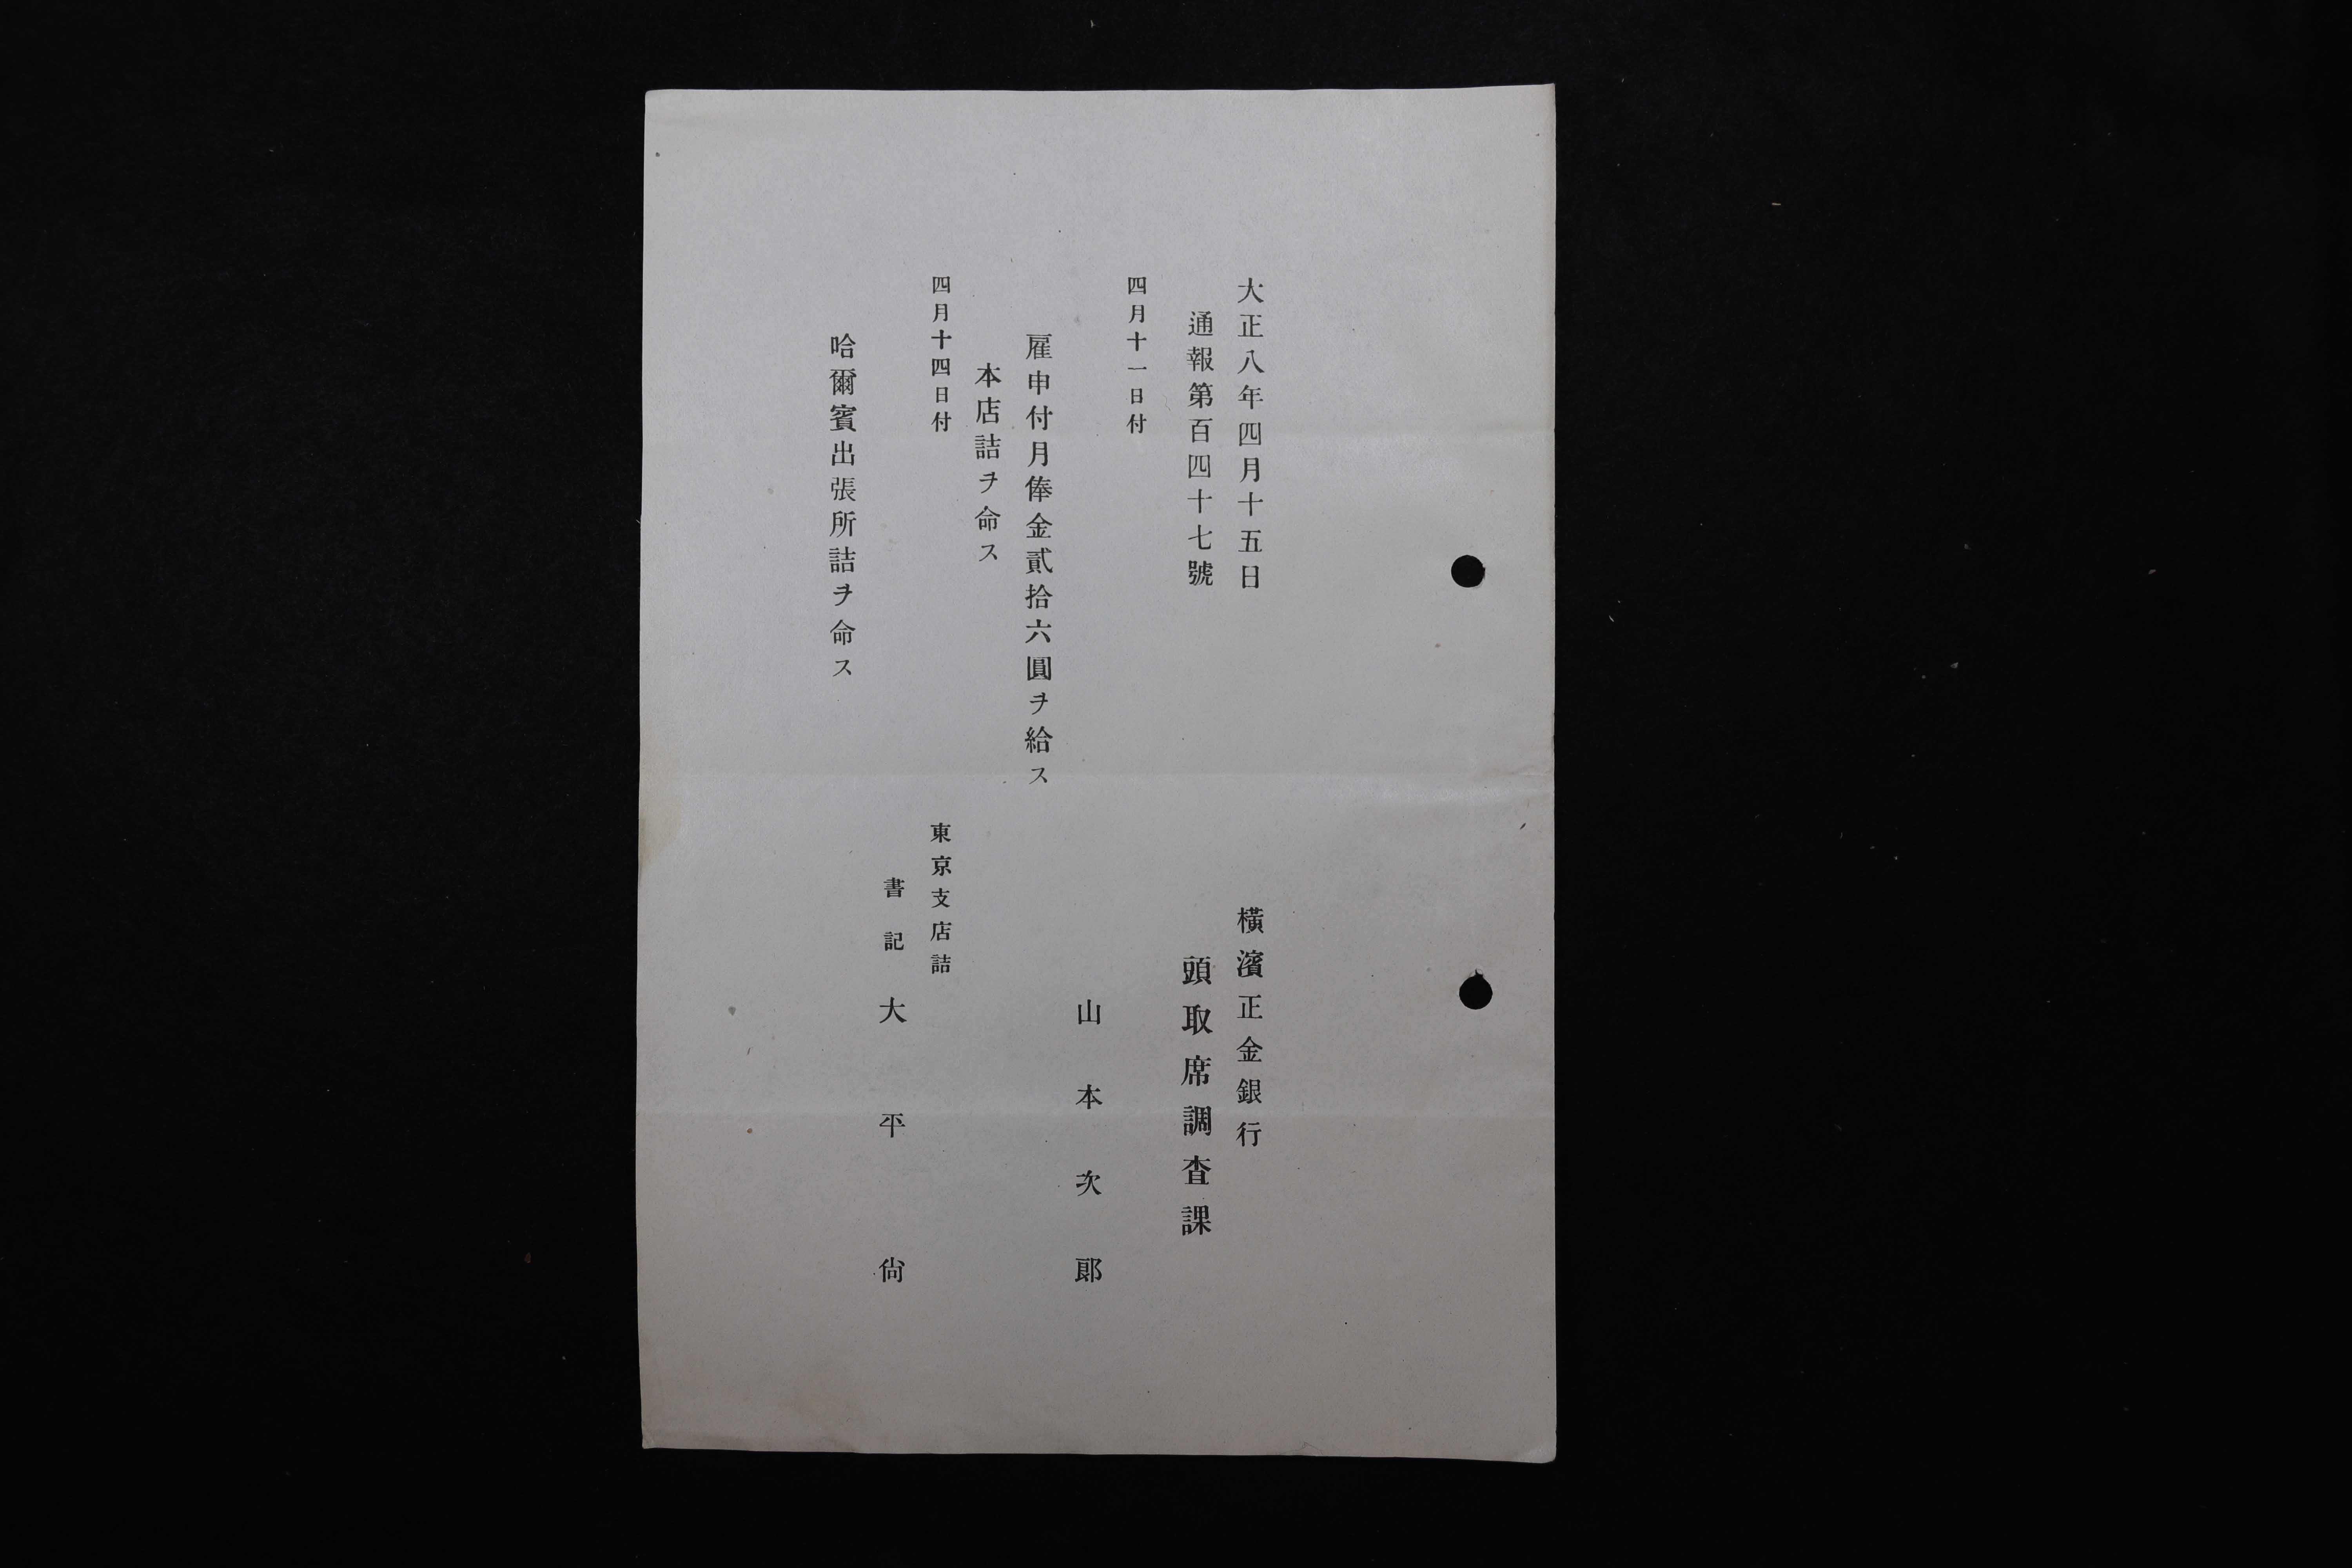 大正八年四月十五日
橫濱正金銀行
通報第百四十七號
頭取席調査課
四月十一日付
山本次郞
雇申付月俸金貳拾六圓ヲ給ス
本店詰ヲ命ス
四月十四日付
東京支店詰
書記 大平尙
哈爾賓出張所詰ヲ命ス